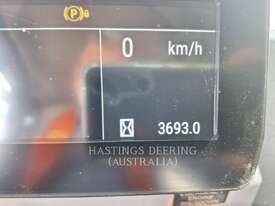 P
0 km/h
3693.0
HASTINGS DEERING
(AUSTRALIA)